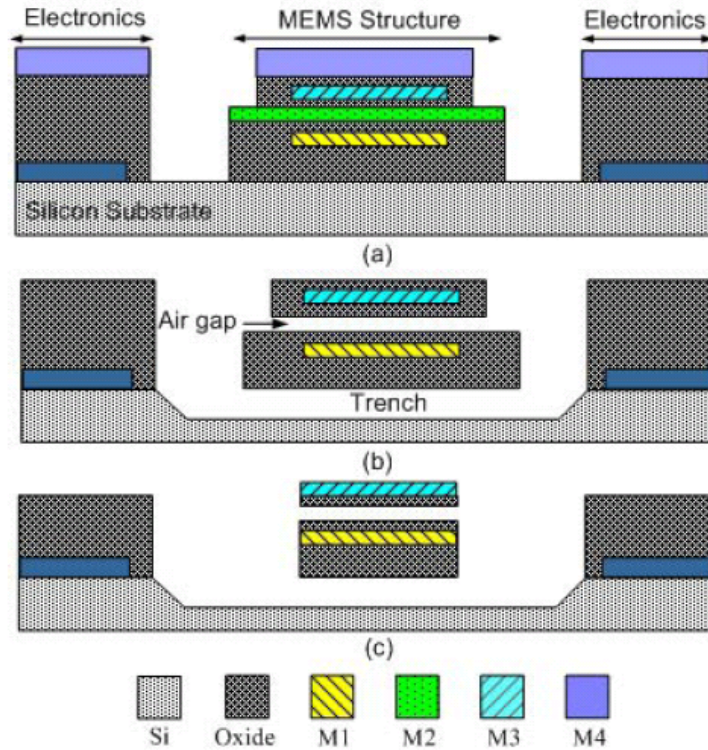 Electronics MEMS Structure Electronics
Silicon Substrate
(a)
Air gap
Trench
(b)
(c)
Si Oxide M1 M2 M3 M4